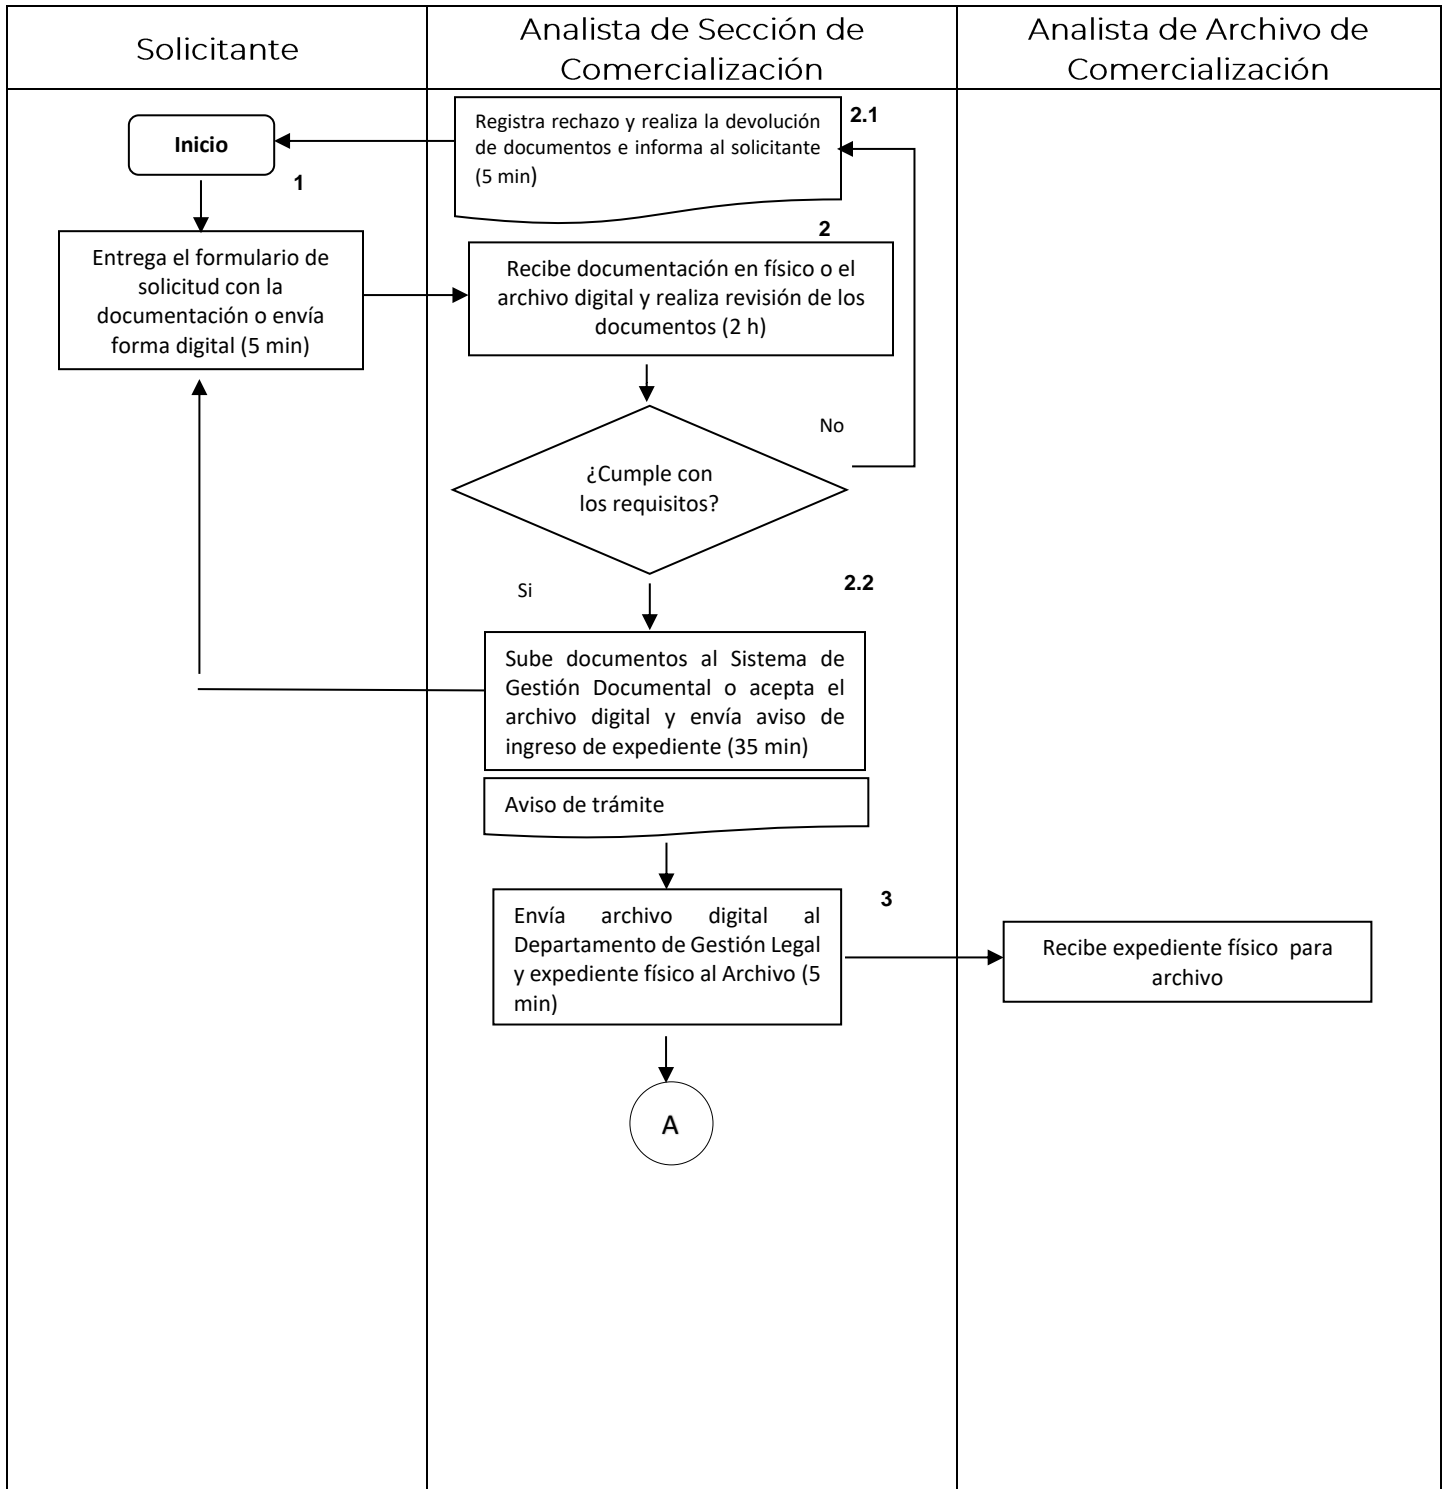 Solicitante
Analista de Sección de
Comercialización
Analista de Archivo de
Comercialización
Inicio
Registra rechazo y realiza la devolución
de documentos e informa al solicitante
(5 min)
2.1
1
Entrega el formulario de
solicitud con la
documentación o envía
forma digital (5 min)
2
Recibe documentación en físico o el
archivo digital y realiza revisión de los
documentos (2 h)
No
¿Cumple con
los requisitos?
Si
2.2
Sube documentos al Sistema de
Gestión Documental o acepta el
archivo digital y envía aviso de
ingreso de expediente (35 min)
Aviso de trámite
3
Envía archivo digital al
Departamento de Gestión Legal
y expediente físico al Archivo (5
min)
Recibe expediente físico para
archivo
A